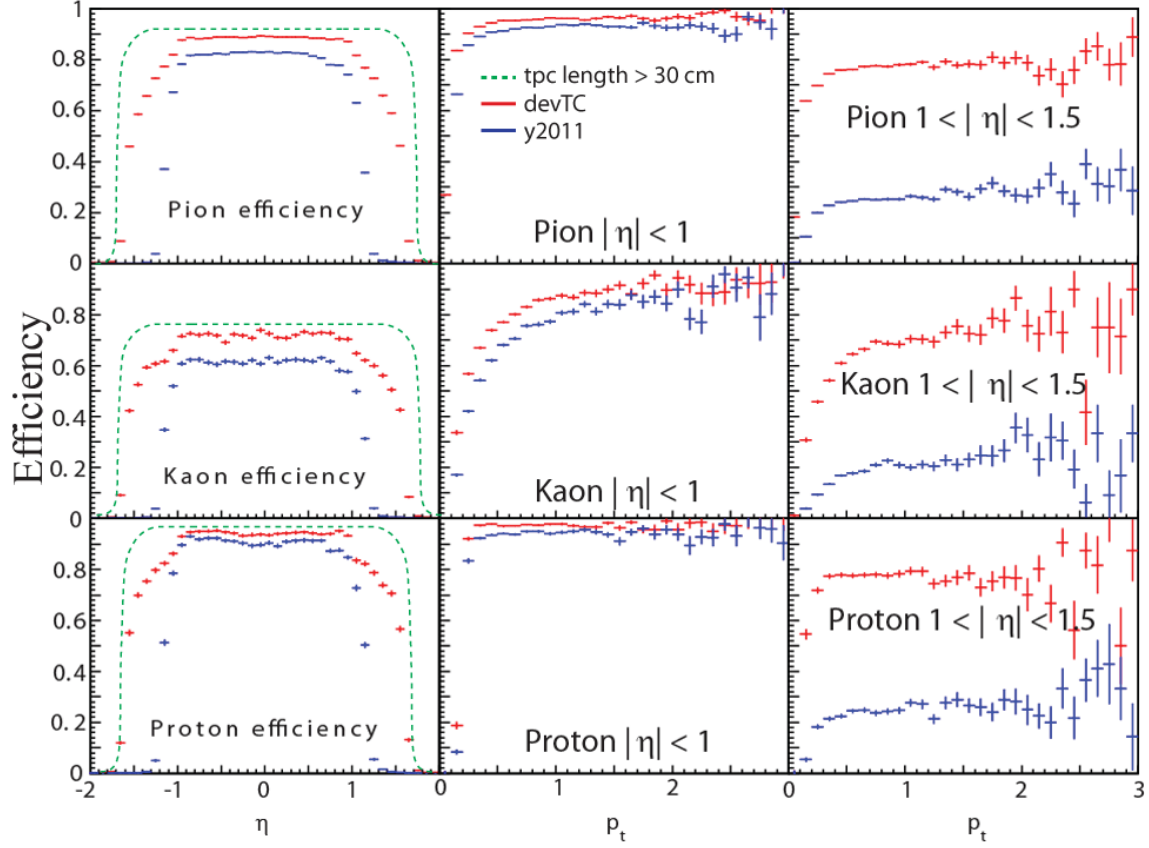 1
0.8
0.6
0.4
0.2
0
Pion efficiency
tpc length > 30 cm
devTC
y2011
Pion | η| < 1
Pion 1 < | η| < 1.5
0.8
0.6
0.4
0.2
0
Efficiency
Kaon efficiency
Kaon | η| < 1
Kaon 1 < | η| < 1.5
0.8
0.6
0.4
0.2
0
Proton efficiency
Proton | η| < 1
Proton 1 < | η| < 1.5
-2 -1 0 1 0 1 2 0 1 2 3
η p_t p_t